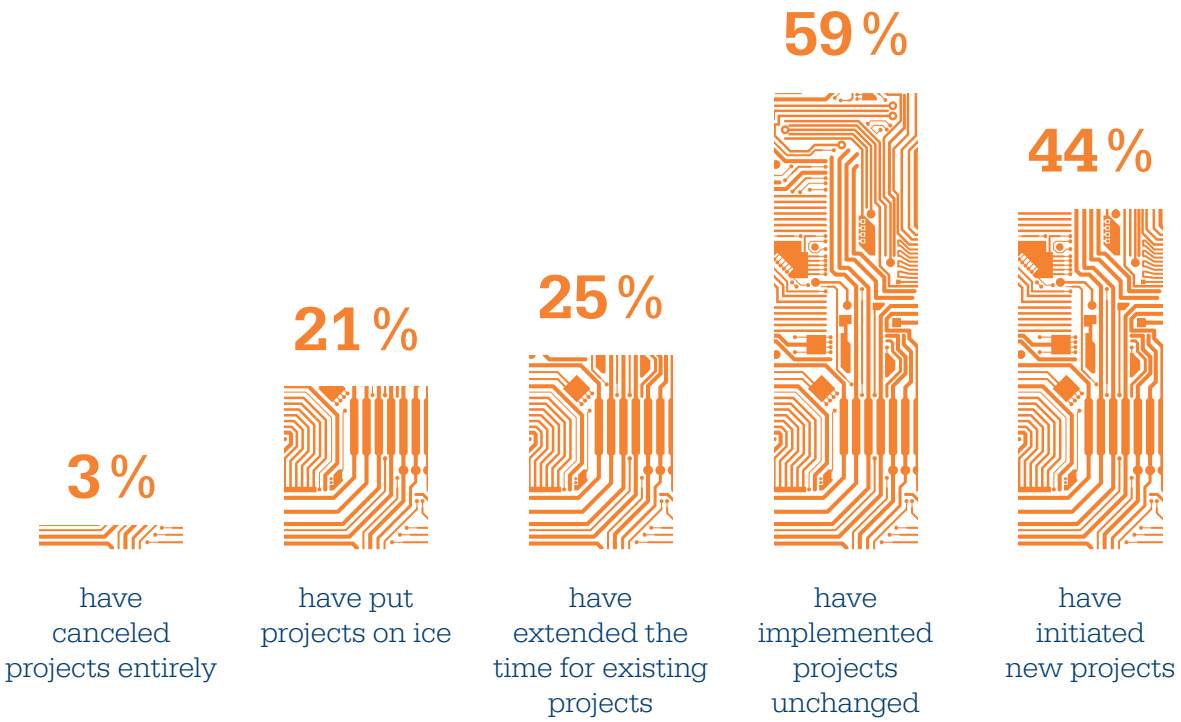 3 %
have
canceled
projects entirely
21 %
have put
projects on ice
25 %
have
extended the
time for existing
projects
59 %
have
implemented
projects
unchanged
44 %
have
initiated
new projects